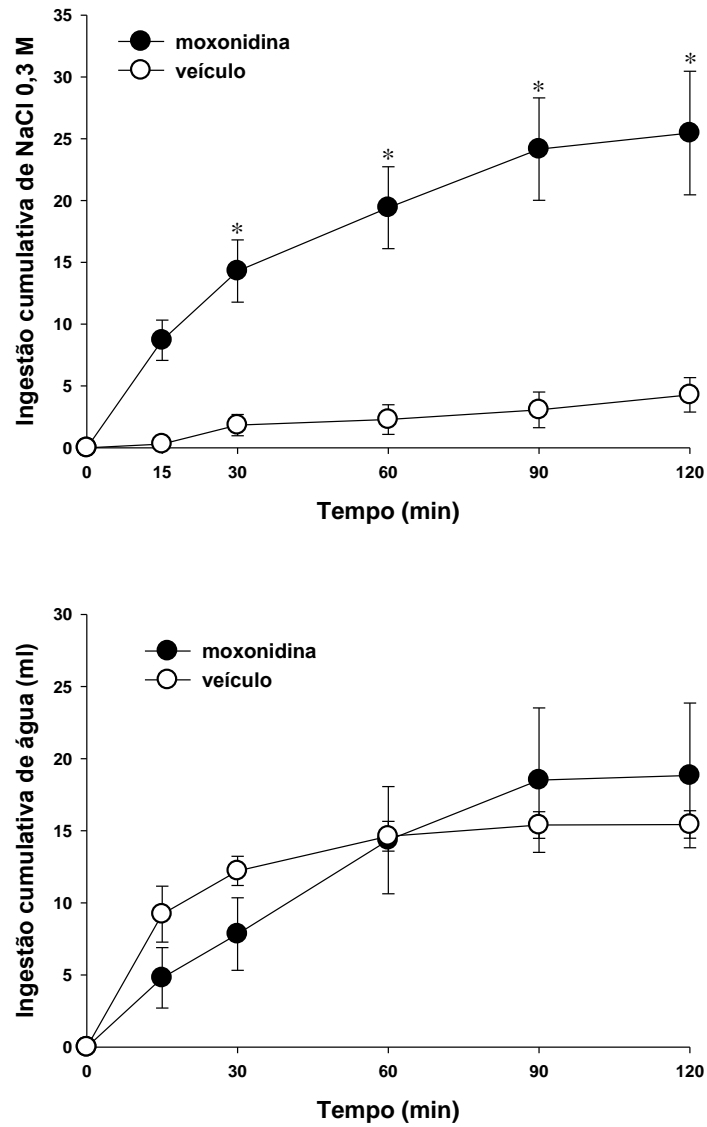 Ingestão cumulativa de NaCl 0,3 M
35
30
25
20
15
10
5
0
moxonidina
veículo
*
*
*
*
0 15 30 60 90 120
Tempo (min)
Ingestão cumulativa de água (ml)
30
25
20
15
10
5
0
moxonidina
veículo
0 15 30 60 90 120
Tempo (min)